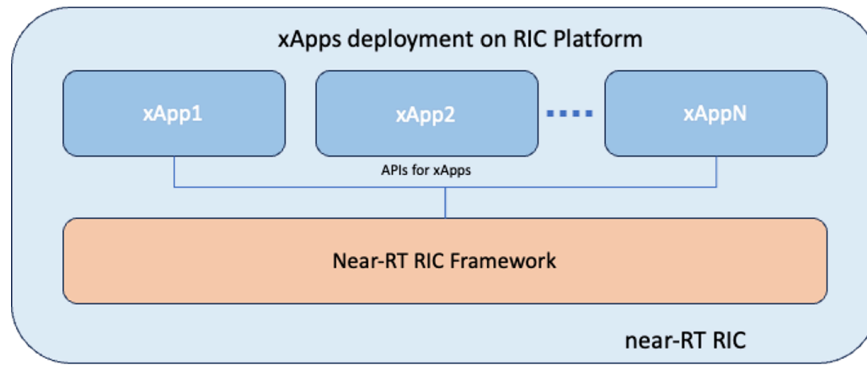 xApps deployment on RIC Platform
xApp1
xApp2
xAppN
APIs for xApps
Near-RT RIC Framework
near-RT RIC